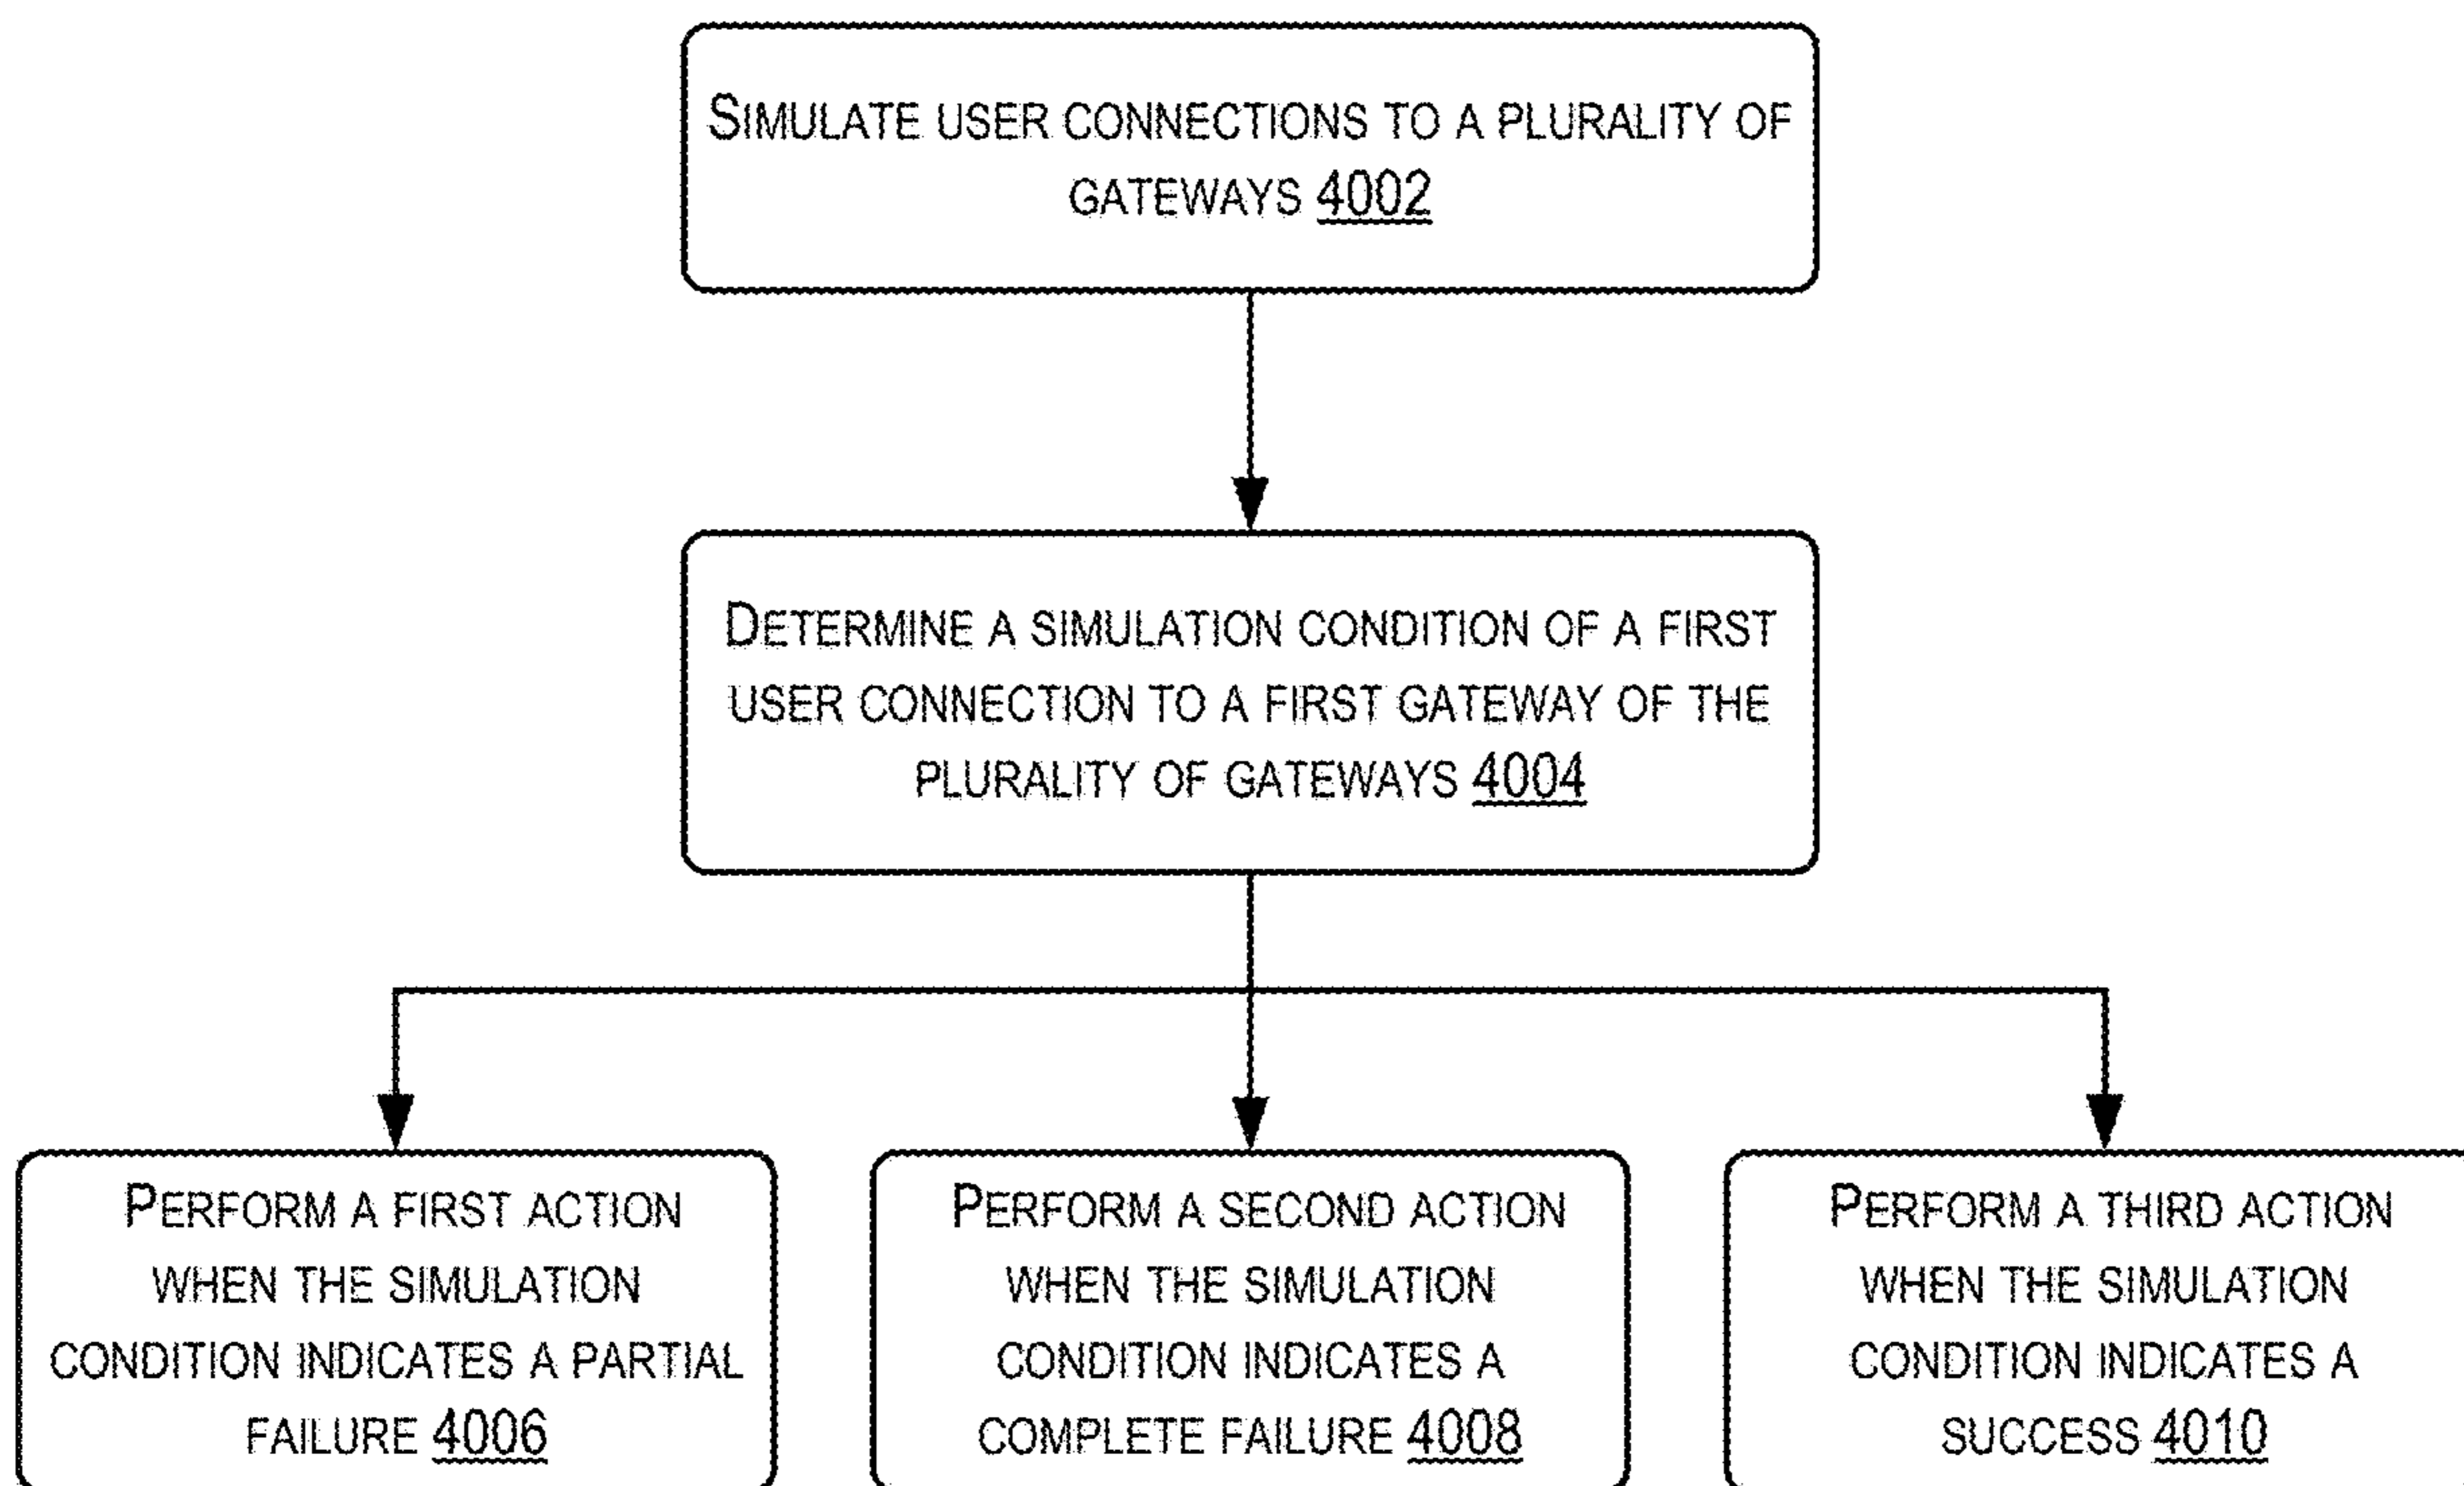 SIMULATE USER CONNECTIONS TO A PLURALITY OF
GATEWAYS 4002
DETERMINE A SIMULATION CONDITION OF A FIRST
USER CONNECTION TO A FIRST GATEWAY OF THE
PLURALITY OF GATEWAYS 4004
PERFORM A FIRST ACTION
WHEN THE SIMULATION
CONDITION INDICATES A PARTIAL
FAILURE 4006
PERFORM A SECOND ACTION
WHEN THE SIMULATION
CONDITION INDICATES A
COMPLETE FAILURE 4008
PERFORM A THIRD ACTION
WHEN THE SIMULATION
CONDITION INDICATES A
SUCCESS 4010